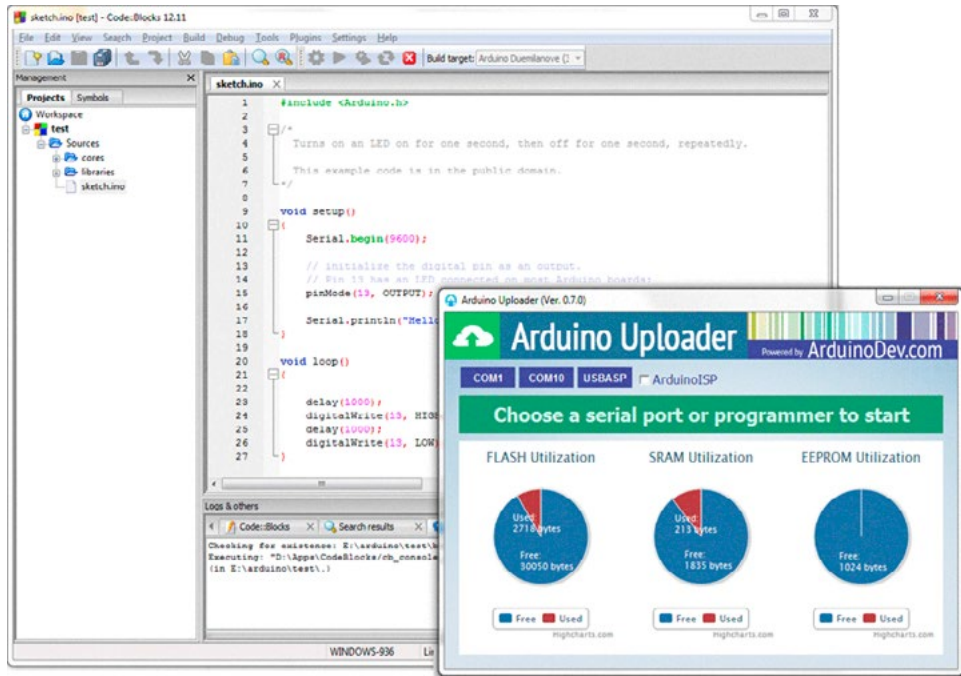 sketch.ino [test] - Code::Blocks 12.11
File Edit View Search Project Build Debug Tools Plugins Settings Help
Build target: Arduino Duemilanove (
Management
Projects Symbols
Workspace
test
Sources
cores
libraries
sketch.ino
sketch.ino
1 #include <Arduino.h>
2
3 /*
4 Turns on an LED on for one second, then off for one second, repeatedly.
5
6 This example code is in the public domain.
7 */
8
9 void setup()
10 {
11 Serial.begin(9600);
12
13 // initialize the digital pin as an output.
14 // Pin 13 has an LED connected on most Arduino boards:
15 pinMode(13, OUTPUT);
16
17 Serial.println("Hello
18 }
19
20 void loop()
21 {
22
23 delay(1000);
24 digitalWrite(13, HIGH
25 delay(1000);
26 digitalWrite(13, LOW)
27 }
Logs & others
Code::Blocks Search results
Checking for existence: E:\arduino\test\b
Executing: "D:\Apps\CodeBlocks/cb_console
(in E:\arduino\test\.)
WINDOWS-936 Li
Arduino Uploader (Ver. 0.7.0)
Arduino Uploader
Powered by ArduinoDev.com
COM1 COM10 USBASP ArduinoISP
Choose a serial port or programmer to start
FLASH Utilization SRAM Utilization EEPROM Utilization
Used:
2718 bytes
Free:
30050 bytes
Used:
213 bytes
Free:
1835 bytes
Free:
1024 bytes
Free Used
Highcharts.com
Free Used
Highcharts.com
Free Used
Highcharts.com